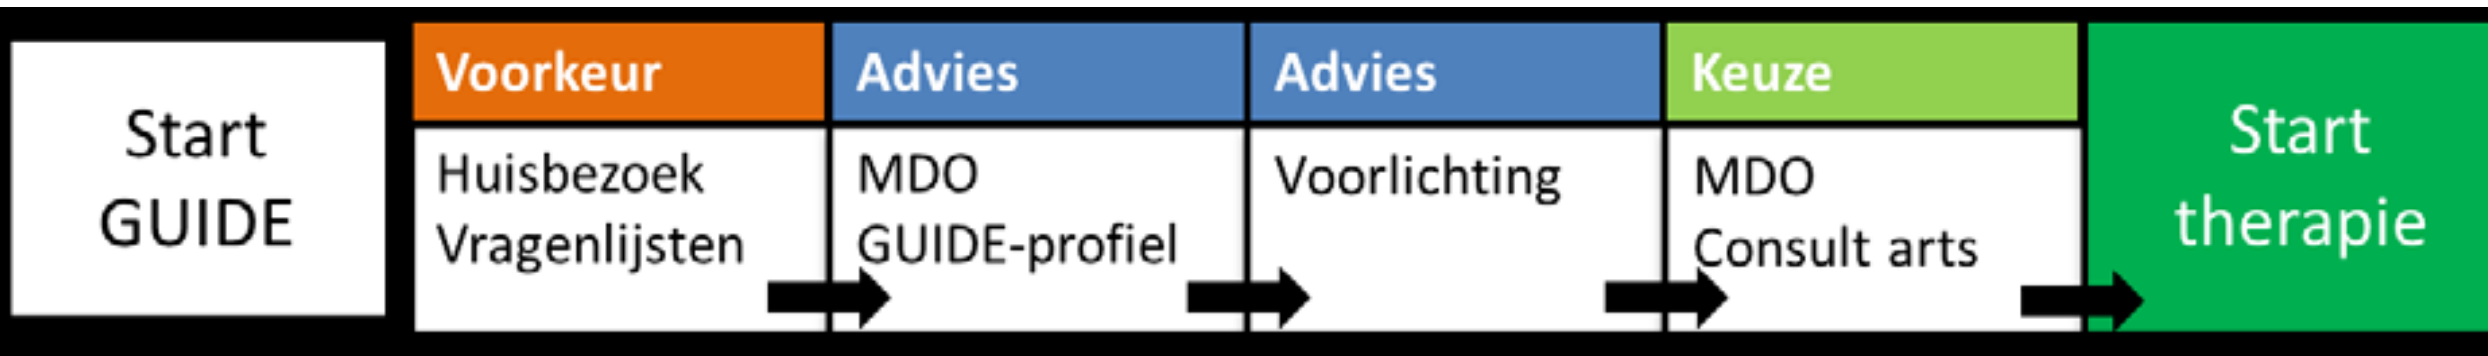 Start
GUIDE
Voorkeur
Huisbezoek
Vragenlijsten
Advies
MDO
GUIDE-profiel
Advies
Voorlichting
Keuze
MDO
Consult arts
Start
therapie